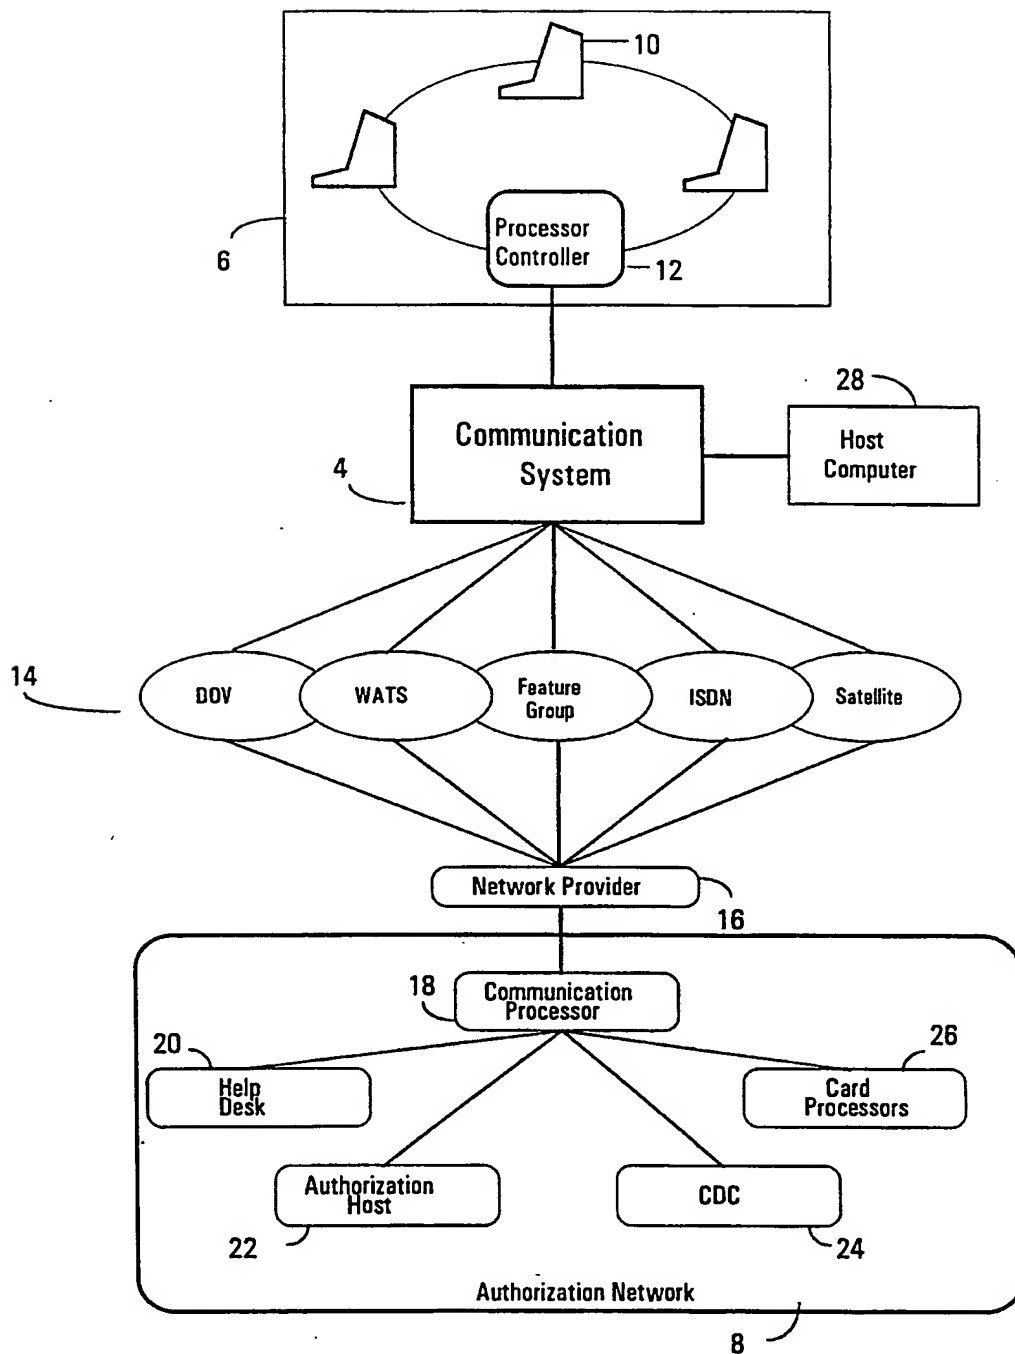 10
Processor
Controller
6
12
28
Communication
System
Host
Computer
4
14
DOV
WATS
Feature
Group
ISDN
Satellite
Network Provider
16
18
Communication
Processor
20
26
Help
Desk
Card
Processors
Authorization
Host
CDC
22
24
Authorization Network
8